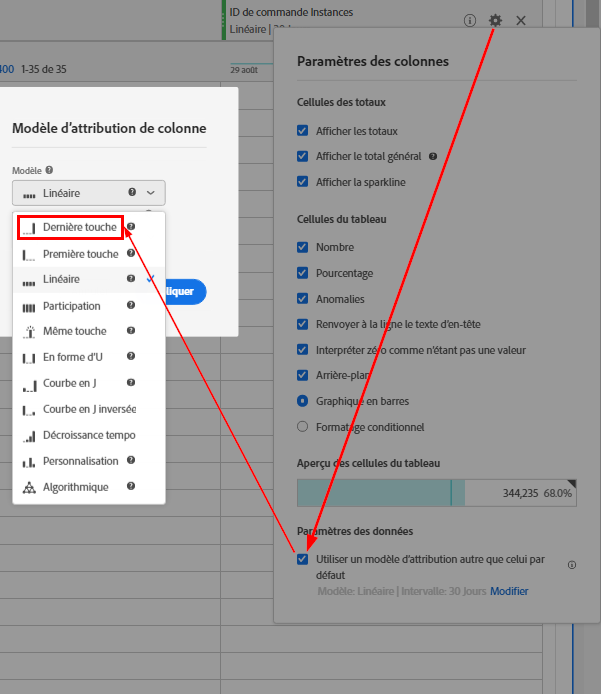 ID de commande Instances
Linéaire |
400 1-35 de 35
29 août
Modèle d'attribution de colonne
Modèle
Linéaire
Dernière touche
Première touche
Linéaire
Participation
Même touche
En forme d'U
Courbe en J
Courbe en J inversée
Décroissance tempo
Personnalisation
Algorithmique
liquer
Paramètres des colonnes
Cellules des totaux
Afficher les totaux
Afficher le total général
Afficher la sparkline
Cellules du tableau
Nombre
Pourcentage
Anomalies
Renvoyer à la ligne le texte d'en-tête
Interpréter zéro comme n'étant pas une valeur
Arrière-plan
Graphique en barres
Formatage conditionnel
Aperçu des cellules du tableau
344,235 68.0%
Paramètres des données
Utiliser un modèle d'attribution autre que celui par
défaut
Modèle: Linéaire | Intervalle: 30 Jours Modifier